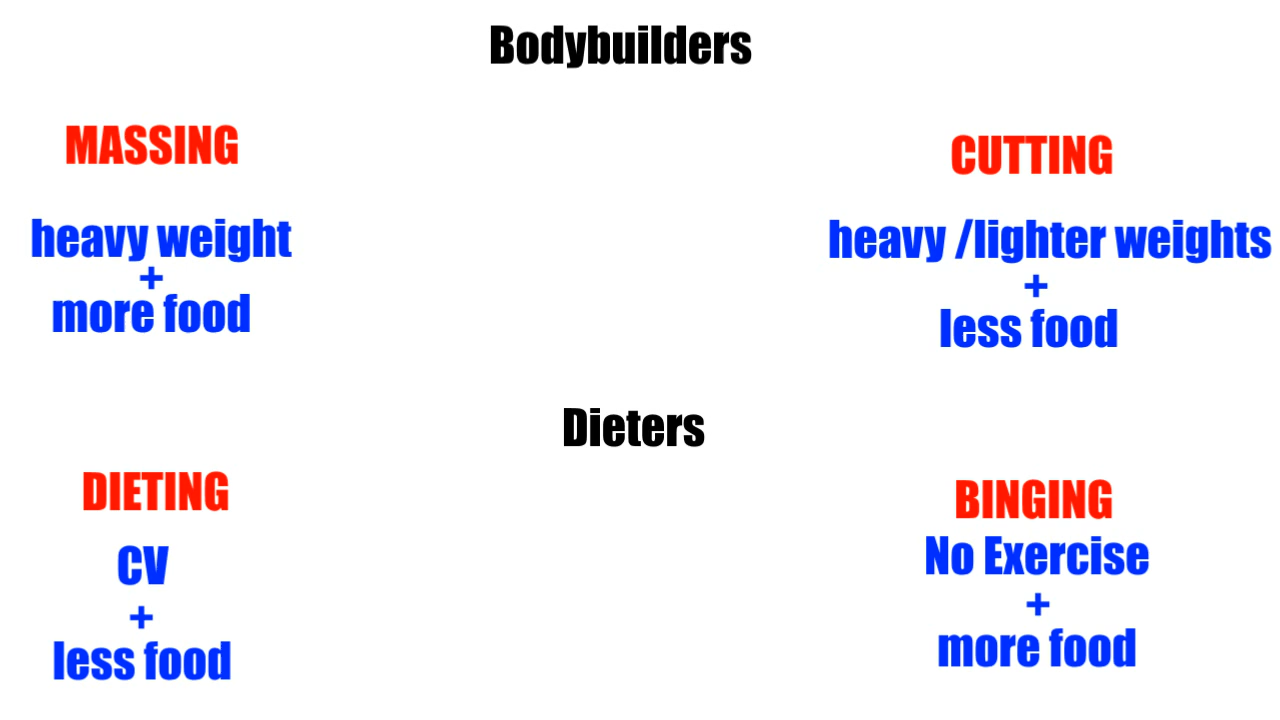 Bodybuilders
MASSING
heavy weight
+
more food
CUTTING
heavy /lighter weights
+
less food
Dieters
DIETING
CV
+
less food
BINGING
No Exercise
+
more food